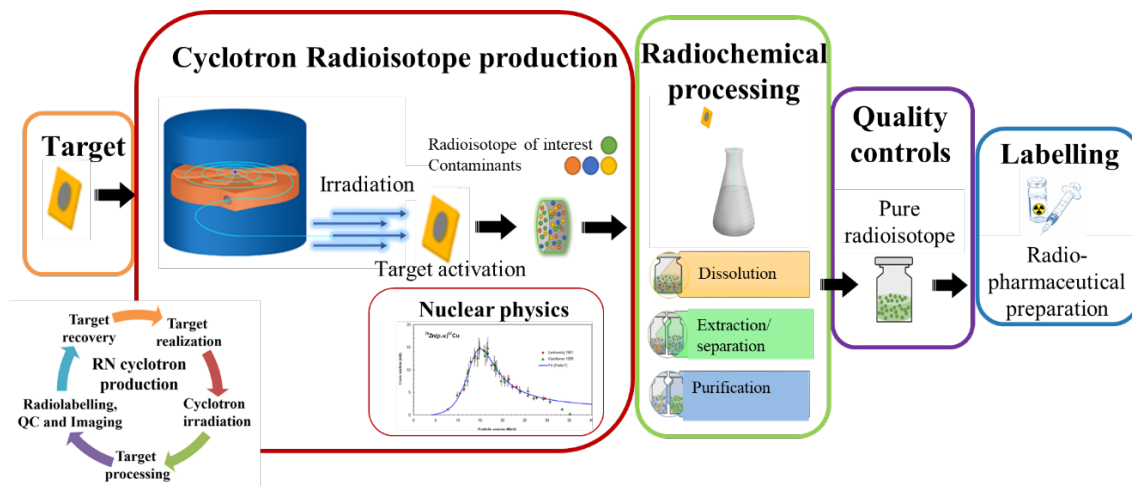 Target
Cyclotron Radioisotope production
Irradiation
Radioisotope of interest
Contaminants
Target activation
Nuclear physics
Radiochemical
processing
Dissolution
Extraction/
separation
Purification
Quality
controls
Pure
radioisotope
Labelling
Radio-
pharmaceutical
preparation
Target
recovery
Target
realization
RN cyclotron
production
Radiolabelling,
QC and Imaging
Cyclotron
irradiation
Target
processing